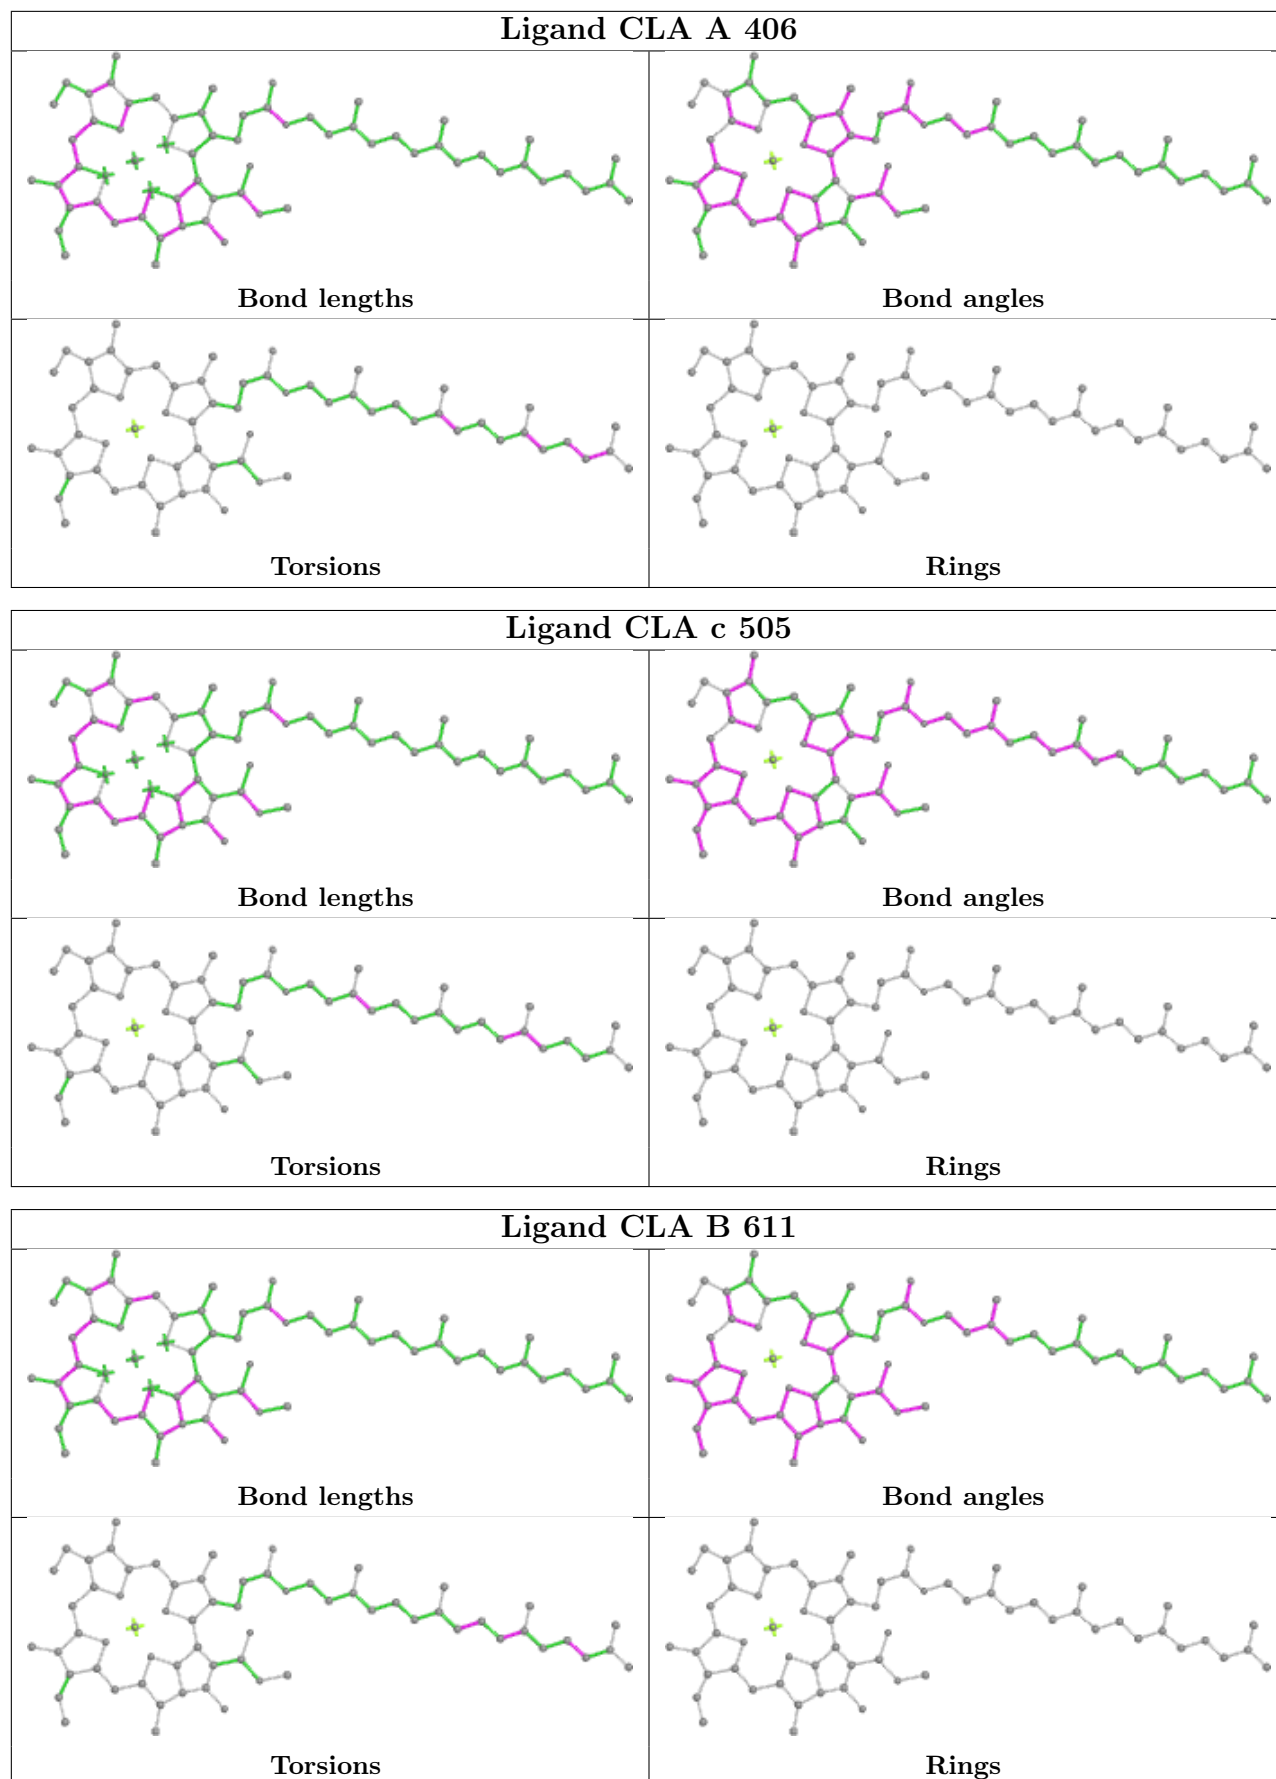 Ligand CLA A 406
Bond lengths
Bond angles
Torsions
Rings
Ligand CLA c 505
Bond lengths
Bond angles
Torsions
Rings
Ligand CLA B 611
Bond lengths
Bond angles
Torsions
Rings